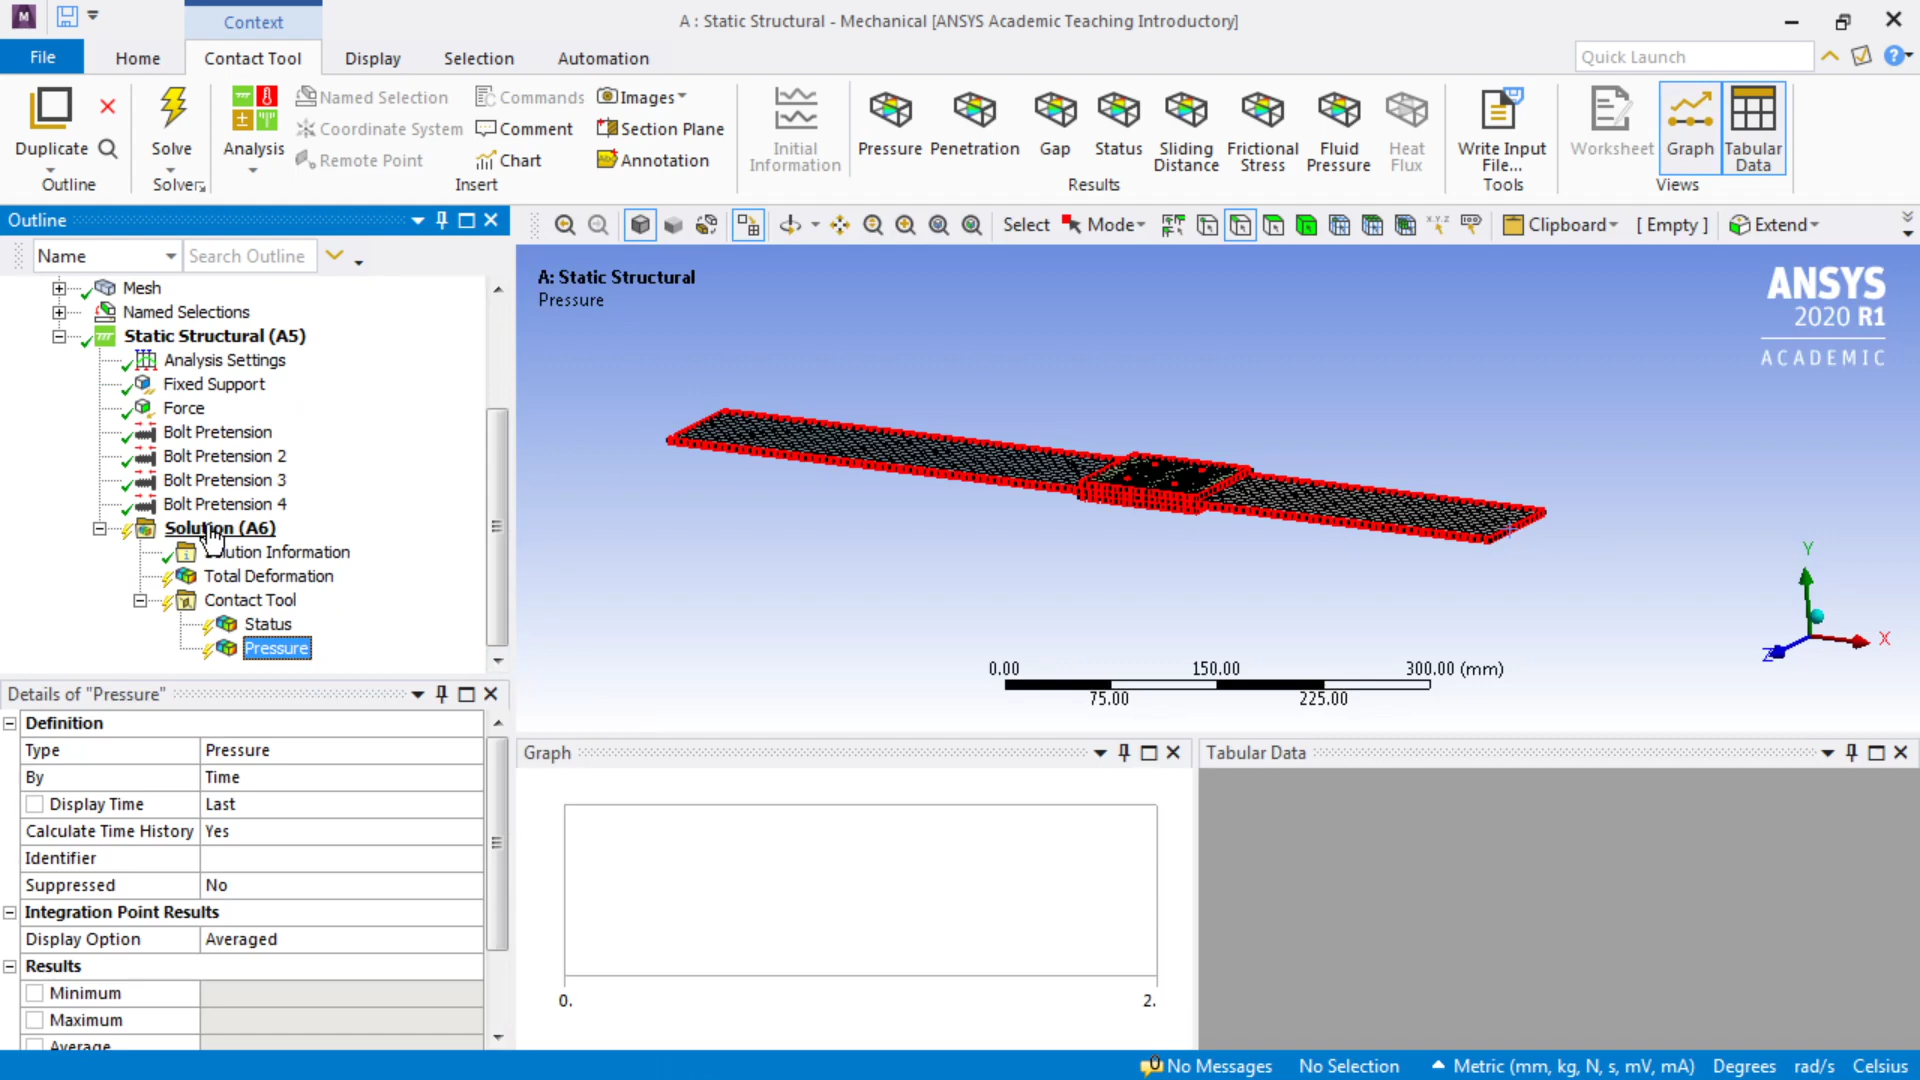 M
Context
A : Static Structural - Mechanical [ANSYS Academic Teaching Introductory]
File
Home
Contact Tool
Display
Selection
Automation
Quick Launch
Duplicate
Outline
Solve
Solver
Analysis
Named Selection
Coordinate System
Remote Point
Commands
Comment
Chart
Images
Section Plane
Annotation
Insert
Initial
Information
Pressure
Penetration
Gap
Status
Sliding
Distance
Frictional
Stress
Fluid
Pressure
Heat
Flux
Results
Write Input
File...
Tools
Worksheet
Graph
Tabular
Data
Views
Outline
Name
Search Outline
Select
Mode
Clipboard
[ Empty ]
Extend
Mesh
Named Selections
Static Structural (A5)
Analysis Settings
Fixed Support
Force
Bolt Pretension
Bolt Pretension 2
Bolt Pretension 3
Bolt Pretension 4
Solution (A6)
lution Information
Total Deformation
Contact Tool
Status
Pressure
A: Static Structural
Pressure
ANSYS
2020 R1
ACADEMIC
Y
X
Z
0.00
150.00
300.00 (mm)
75.00
225.00
Details of "Pressure"
Definition
Type Pressure
By Time
Display Time Last
Calculate Time History Yes
Identifier
Suppressed No
Integration Point Results
Display Option Averaged
Results
Minimum
Maximum
Average
Graph
0.
2.
Tabular Data
No Messages
No Selection
Metric (mm, kg, N, s, mV, mA)
Degrees
rad/s
Celsius